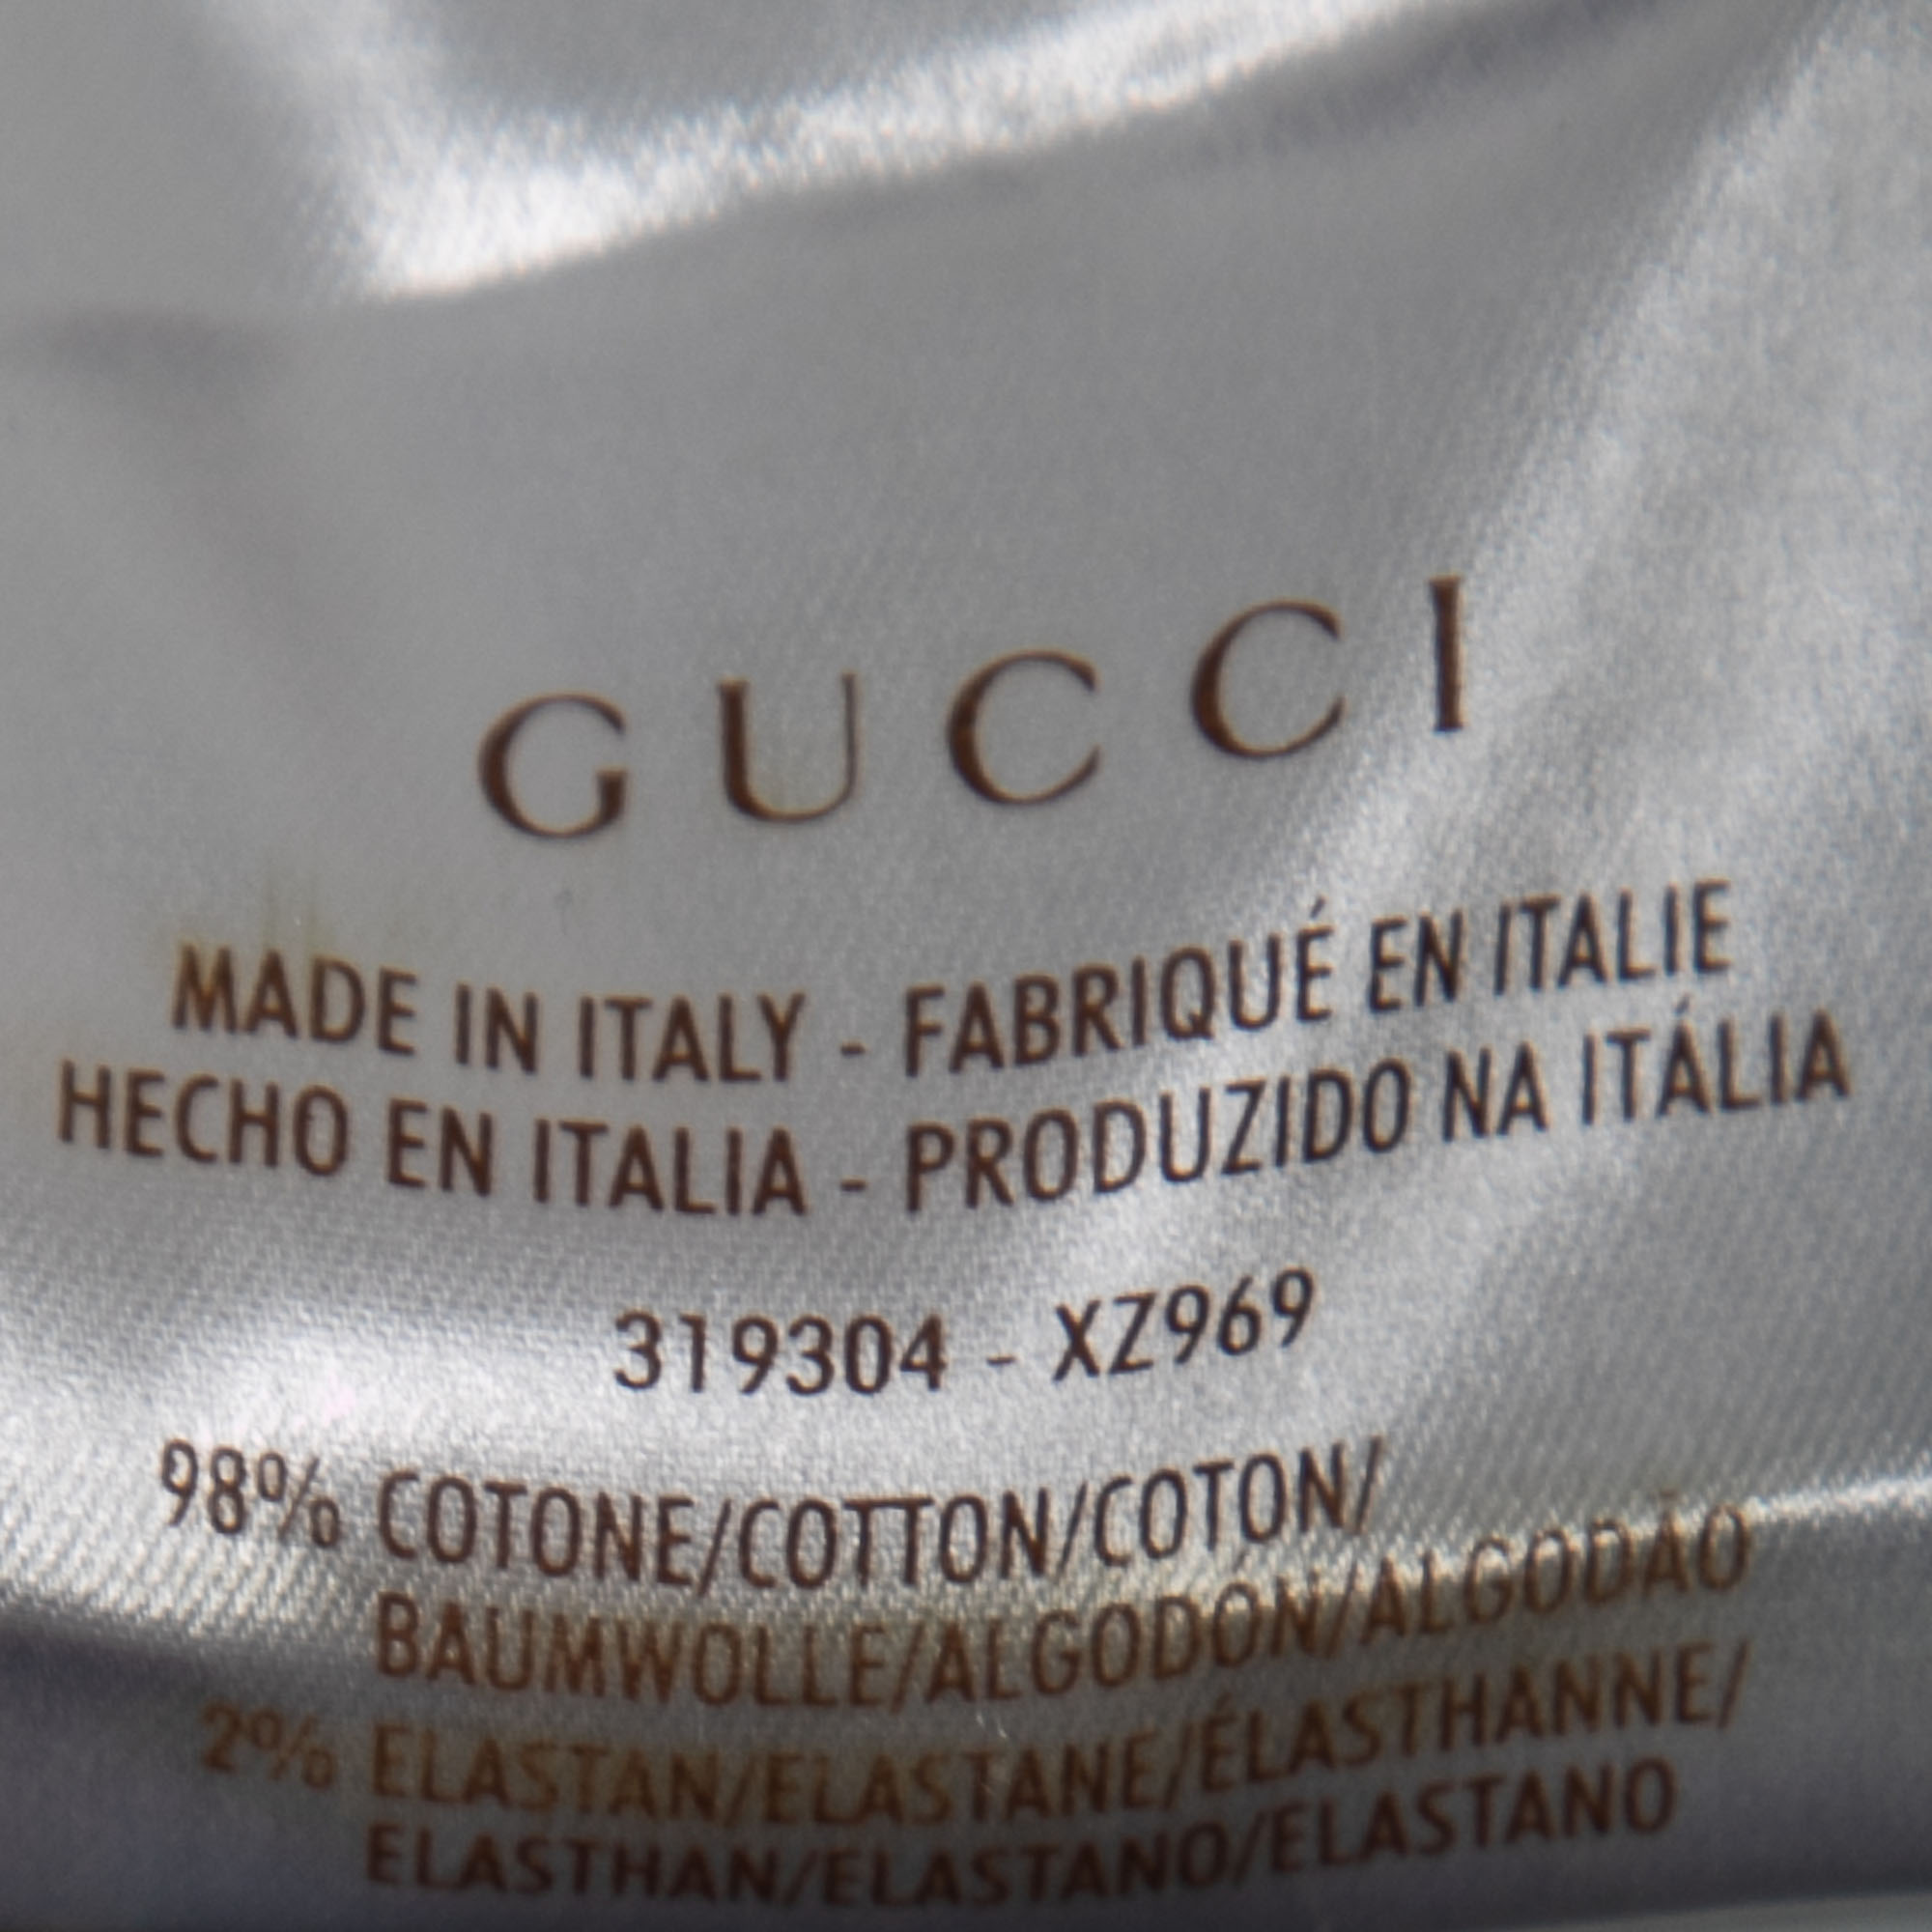 GUCCI
MADE IN ITALY - FABRIQUÉ EN ITALIE
HECHO EN ITALIA - PRODUZIDO NA ITÁLIA
319304 - XZ969
98% COTONE/COTTON/COTON/
BAUMWOLLE/ALGODÓN/ALGODÃO
2% ELASTAN/ELASTANE/ÉLASTHANNE/
ELASTHAN/ELASTANO/ELASTANO